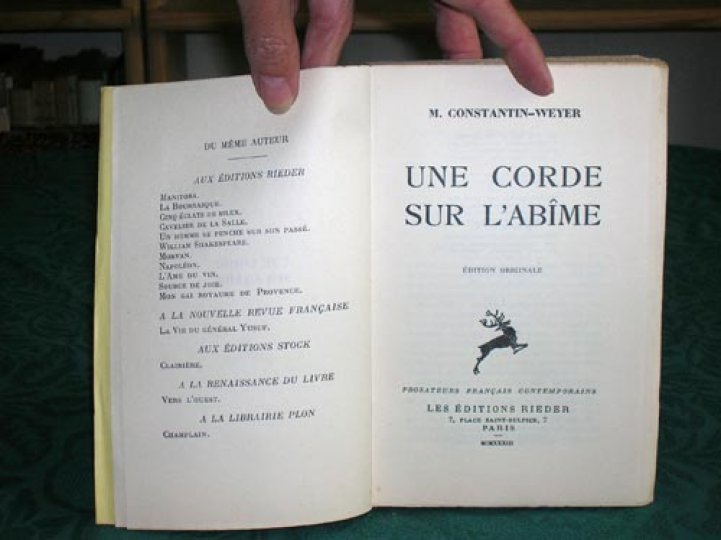 DU MÊME AUTEUR
AUX ÉDITIONS RIEDER
MANITOBA.
LA BOURRASQUE.
CINQ ÉCLATS DE SILEX.
CAVELIER DE LA SALLE.
UN HOMME SE PENCHE SUR SON PASSÉ.
WILLIAM SHAKESPEARE.
MORVAN.
NAPOLÉON.
L'AME DU VIN.
SOURCE DE JOIE.
MON GAI ROYAUME DE PROVENCE.
A LA NOUVELLE REVUE FRANÇAISE
LA VIE DU GÉNÉRAL YUSUF.
AUX ÉDITIONS STOCK
CLAIRIÈRE.
A LA RENAISSANCE DU LIVRE
VERS L'OUEST.
A LA LIBRAIRIE PLON
CHAMPLAIN.
M. CONSTANTIN-WEYER
UNE CORDE
SUR L'ABÎME
ÉDITION ORIGINALE
PROSATEURS FRANÇAIS CONTEMPORAINS
LES ÉDITIONS RIEDER
7, PLACE SAINT-SULPICE, 7
PARIS
MCMXXXIII